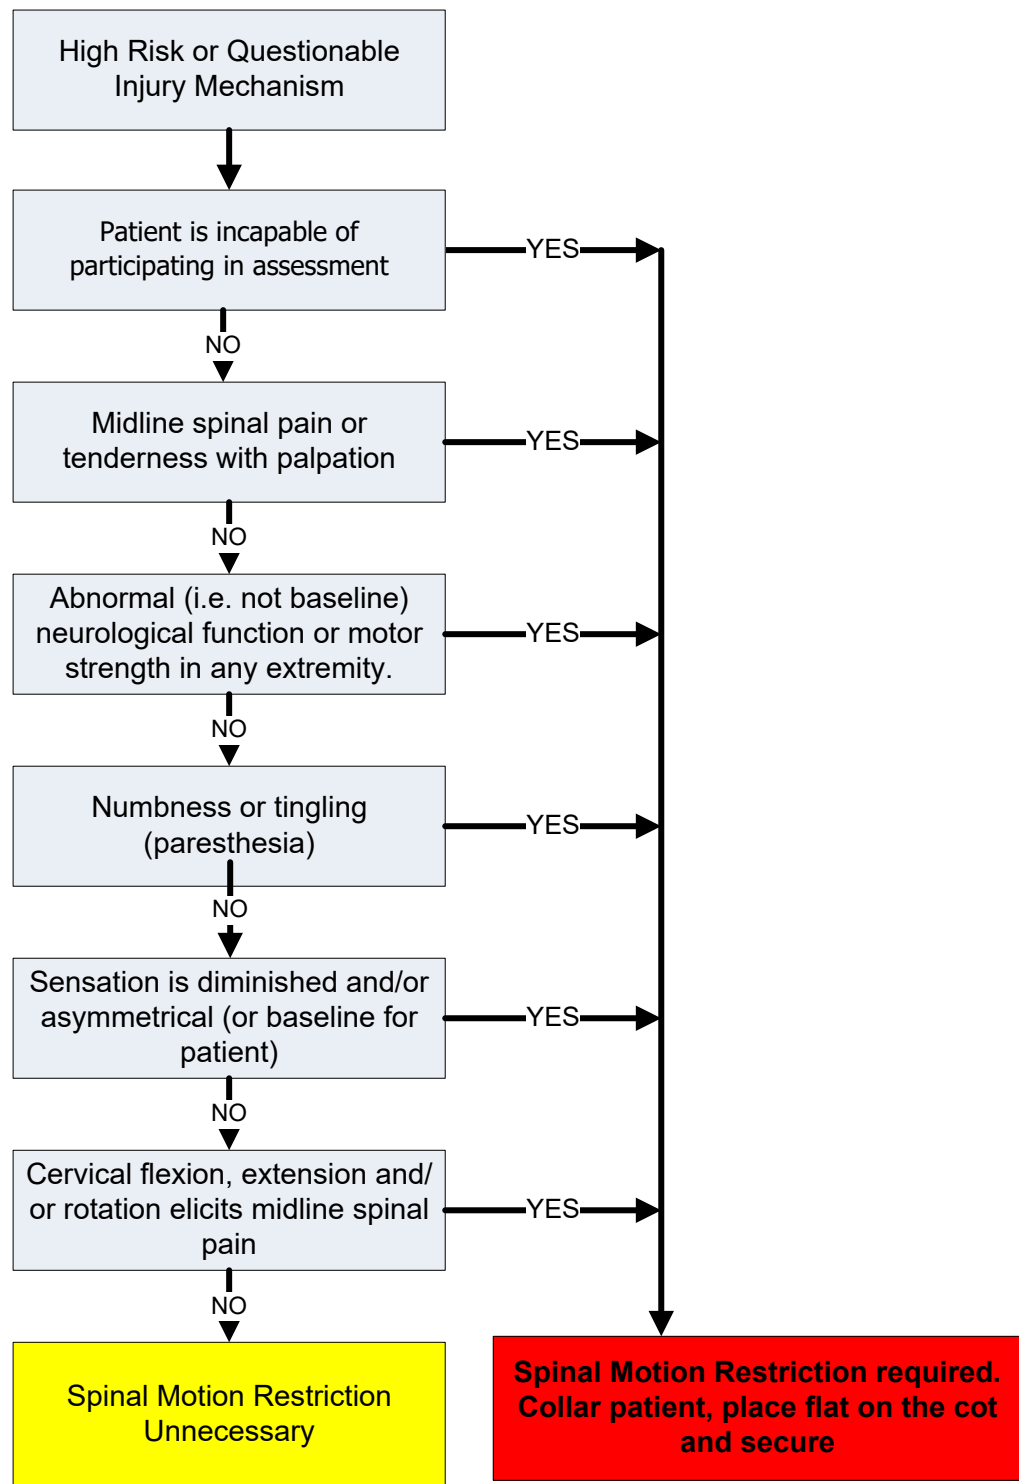 High Risk or Questionable
Injury Mechanism
Patient is incapable of
participating in assessment
YES
NO
Midline spinal pain or
tenderness with palpation
YES
NO
Abnormal (i.e. not baseline)
neurological function or motor
strength in any extremity.
YES
NO
Numbness or tingling
(paresthesia)
YES
NO
Sensation is diminished and/or
asymmetrical (or baseline for
patient)
YES
NO
Cervical flexion, extension and/
or rotation elicits midline spinal
pain
YES
NO
Spinal Motion Restriction
Unnecessary
Spinal Motion Restriction required.
Collar patient, place flat on the cot
and secure